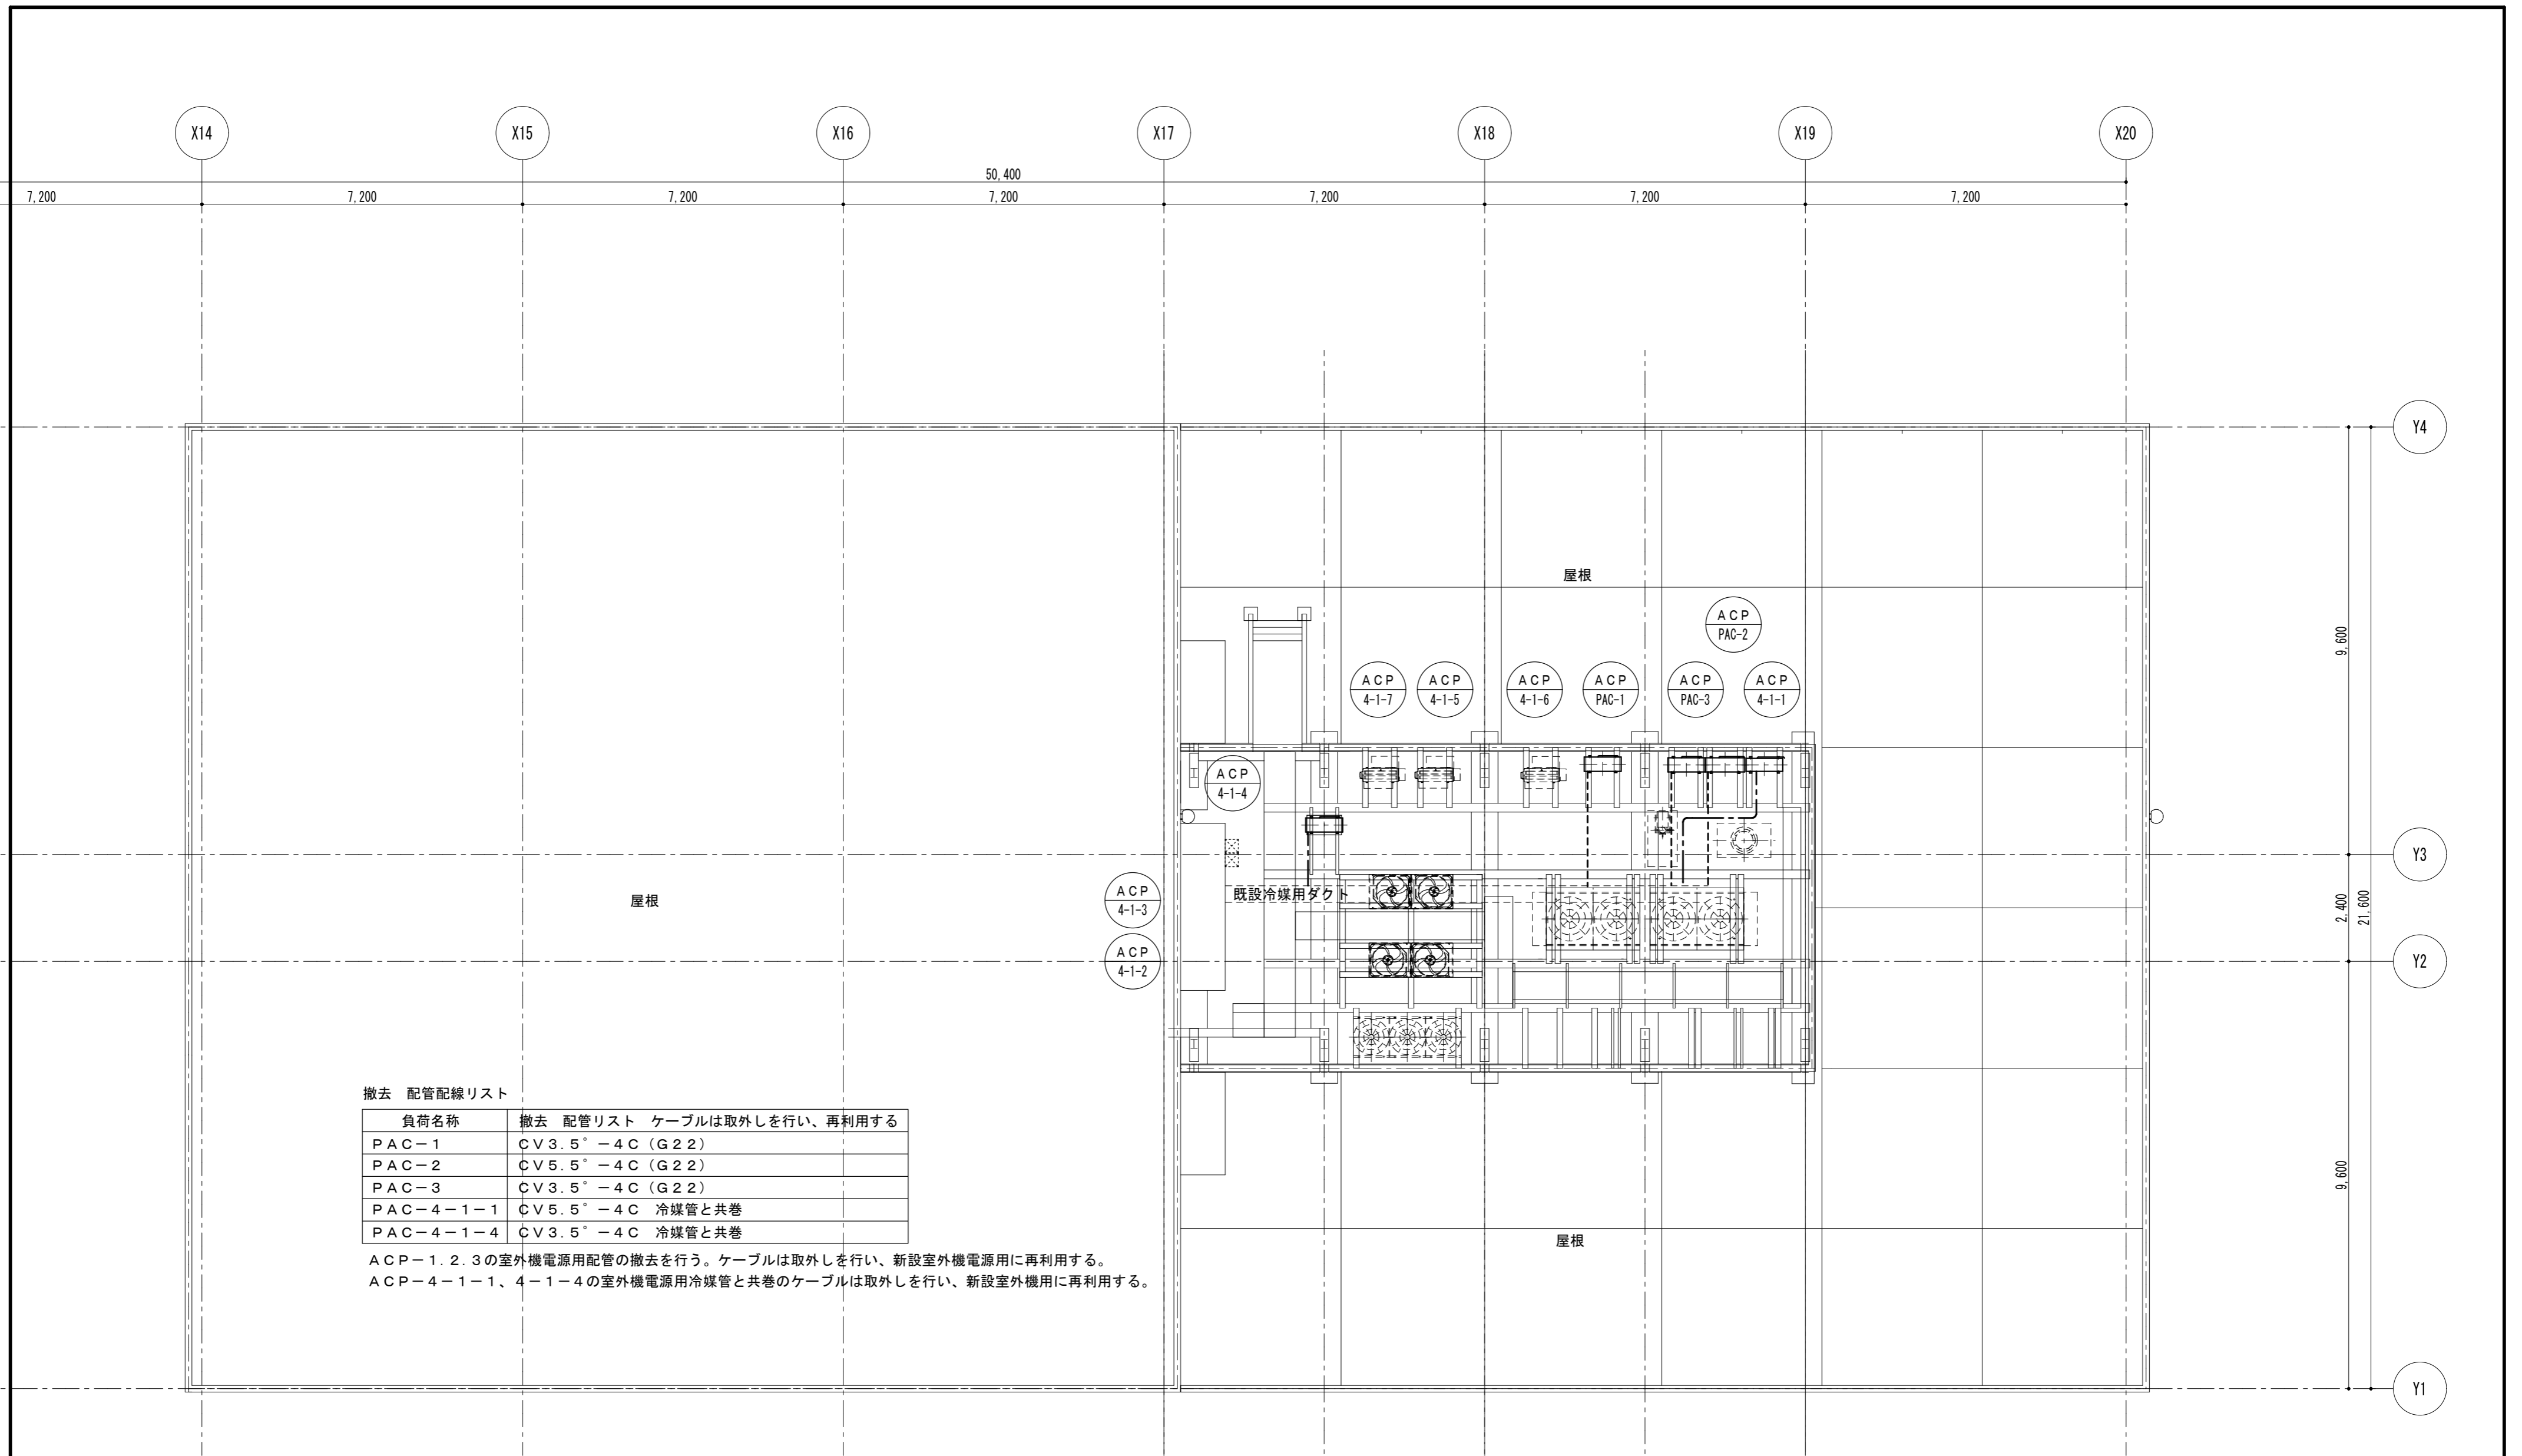 X14
X15
X16
X17
X18
X19
X20
50,400
7,200
7,200
7,200
7,200
7,200
7,200
7,200
Y4
屋根
ACP
PAC-2
9,600
ACP
4-1-7
ACP
4-1-5
ACP
4-1-6
ACP
PAC-1
ACP
PAC-3
ACP
4-1-1
ACP
4-1-4
Y3
既設冷媒用ダクト
屋根
ACP
4-1-3
2,400
21,600
ACP
4-1-2
Y2
撤去 配管配線リスト
負荷名称 撤去 配管リスト ケーブルは取外しを行い、再利用する
PAC-1 CV3.5°-4C(G22)
PAC-2 CV5.5°-4C(G22)
PAC-3 CV3.5°-4C(G22)
PAC-4-1-1 CV5.5°-4C 冷媒管と共巻
PAC-4-1-4 CV3.5°-4C 冷媒管と共巻
ACP-1.2.3の室外機電源用配管の撤去を行う。ケーブルは取外しを行い、新設室外機電源用に再利用する。
ACP-4-1-1、4-1-4の室外機電源用冷媒管と共巻のケーブルは取外しを行い、新設室外機用に再利用する。
9,600
屋根
Y1